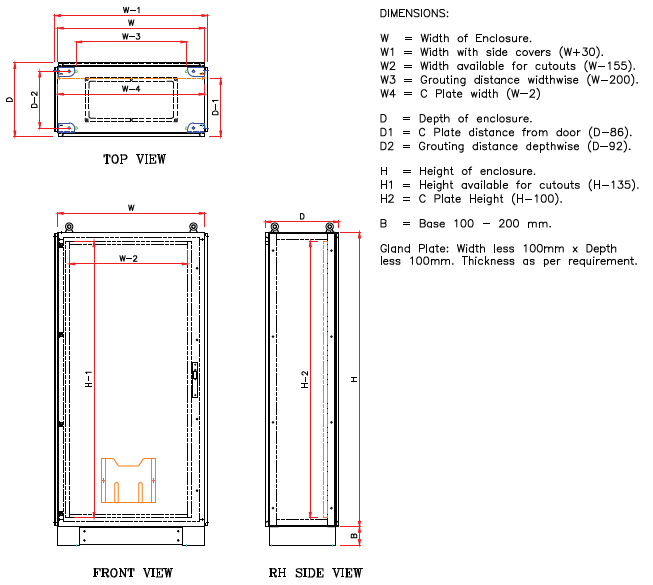 W-1
W
W-3
W-4
D
D-2
D-1
TOP VIEW
DIMENSIONS:
W = Width of Enclosure.
W1 = Width with side covers (W+30).
W2 = Width available for cutouts (W-155).
W3 = Grouting distance widthwise (W-200).
W4 = C Plate width (W-2)
D = Depth of enclosure.
D1 = C Plate distance from door (D-86).
D2 = Grouting distance depthwise (D-92).
H = Height of enclosure.
H1 = Height available for cutouts (H-135).
H2 = C Plate Height (H-100).
B = Base 100 - 200 mm.
Gland Plate: Width less 100mm x Depth
less 100mm. Thickness as per requirement.
W
W-2
H-1
FRONT VIEW
D
H-2
H
B
RH SIDE VIEW